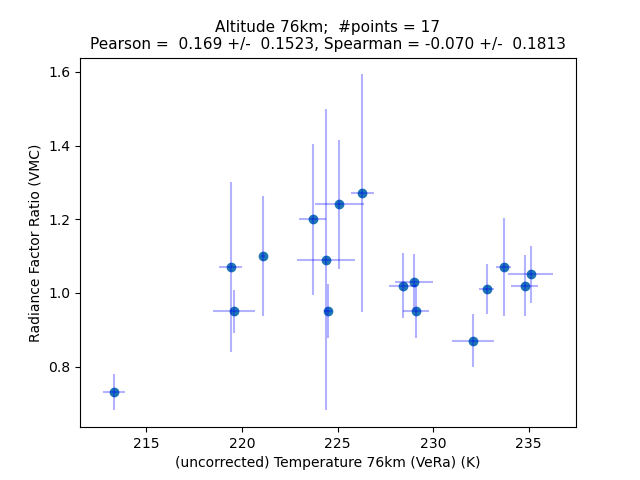 Altitude 76km;  #points = 17
Pearson =  0.169 +/-  0.1523, Spearman = -0.070 +/-  0.1813
1.6
1.4
1.2
1.0
0.8
Radiance Factor Ratio (VMC)
215 220 225 230 235
(uncorrected) Temperature 76km (VeRa) (K)